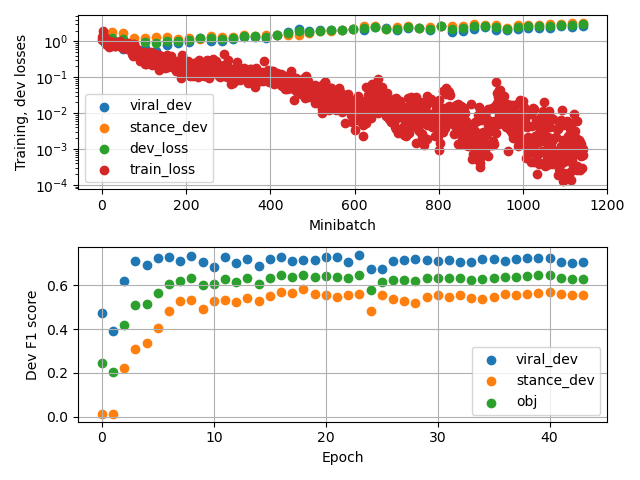 Training, dev losses
10⁰
10⁻¹
10⁻²
10⁻³
10⁻⁴
viral_dev
stance_dev
dev_loss
train_loss
0 200 400 600 800 1000 1200
Minibatch
Dev F1 score
0.6
0.4
0.2
0.0
viral_dev
stance_dev
obj
0 10 20 30 40
Epoch